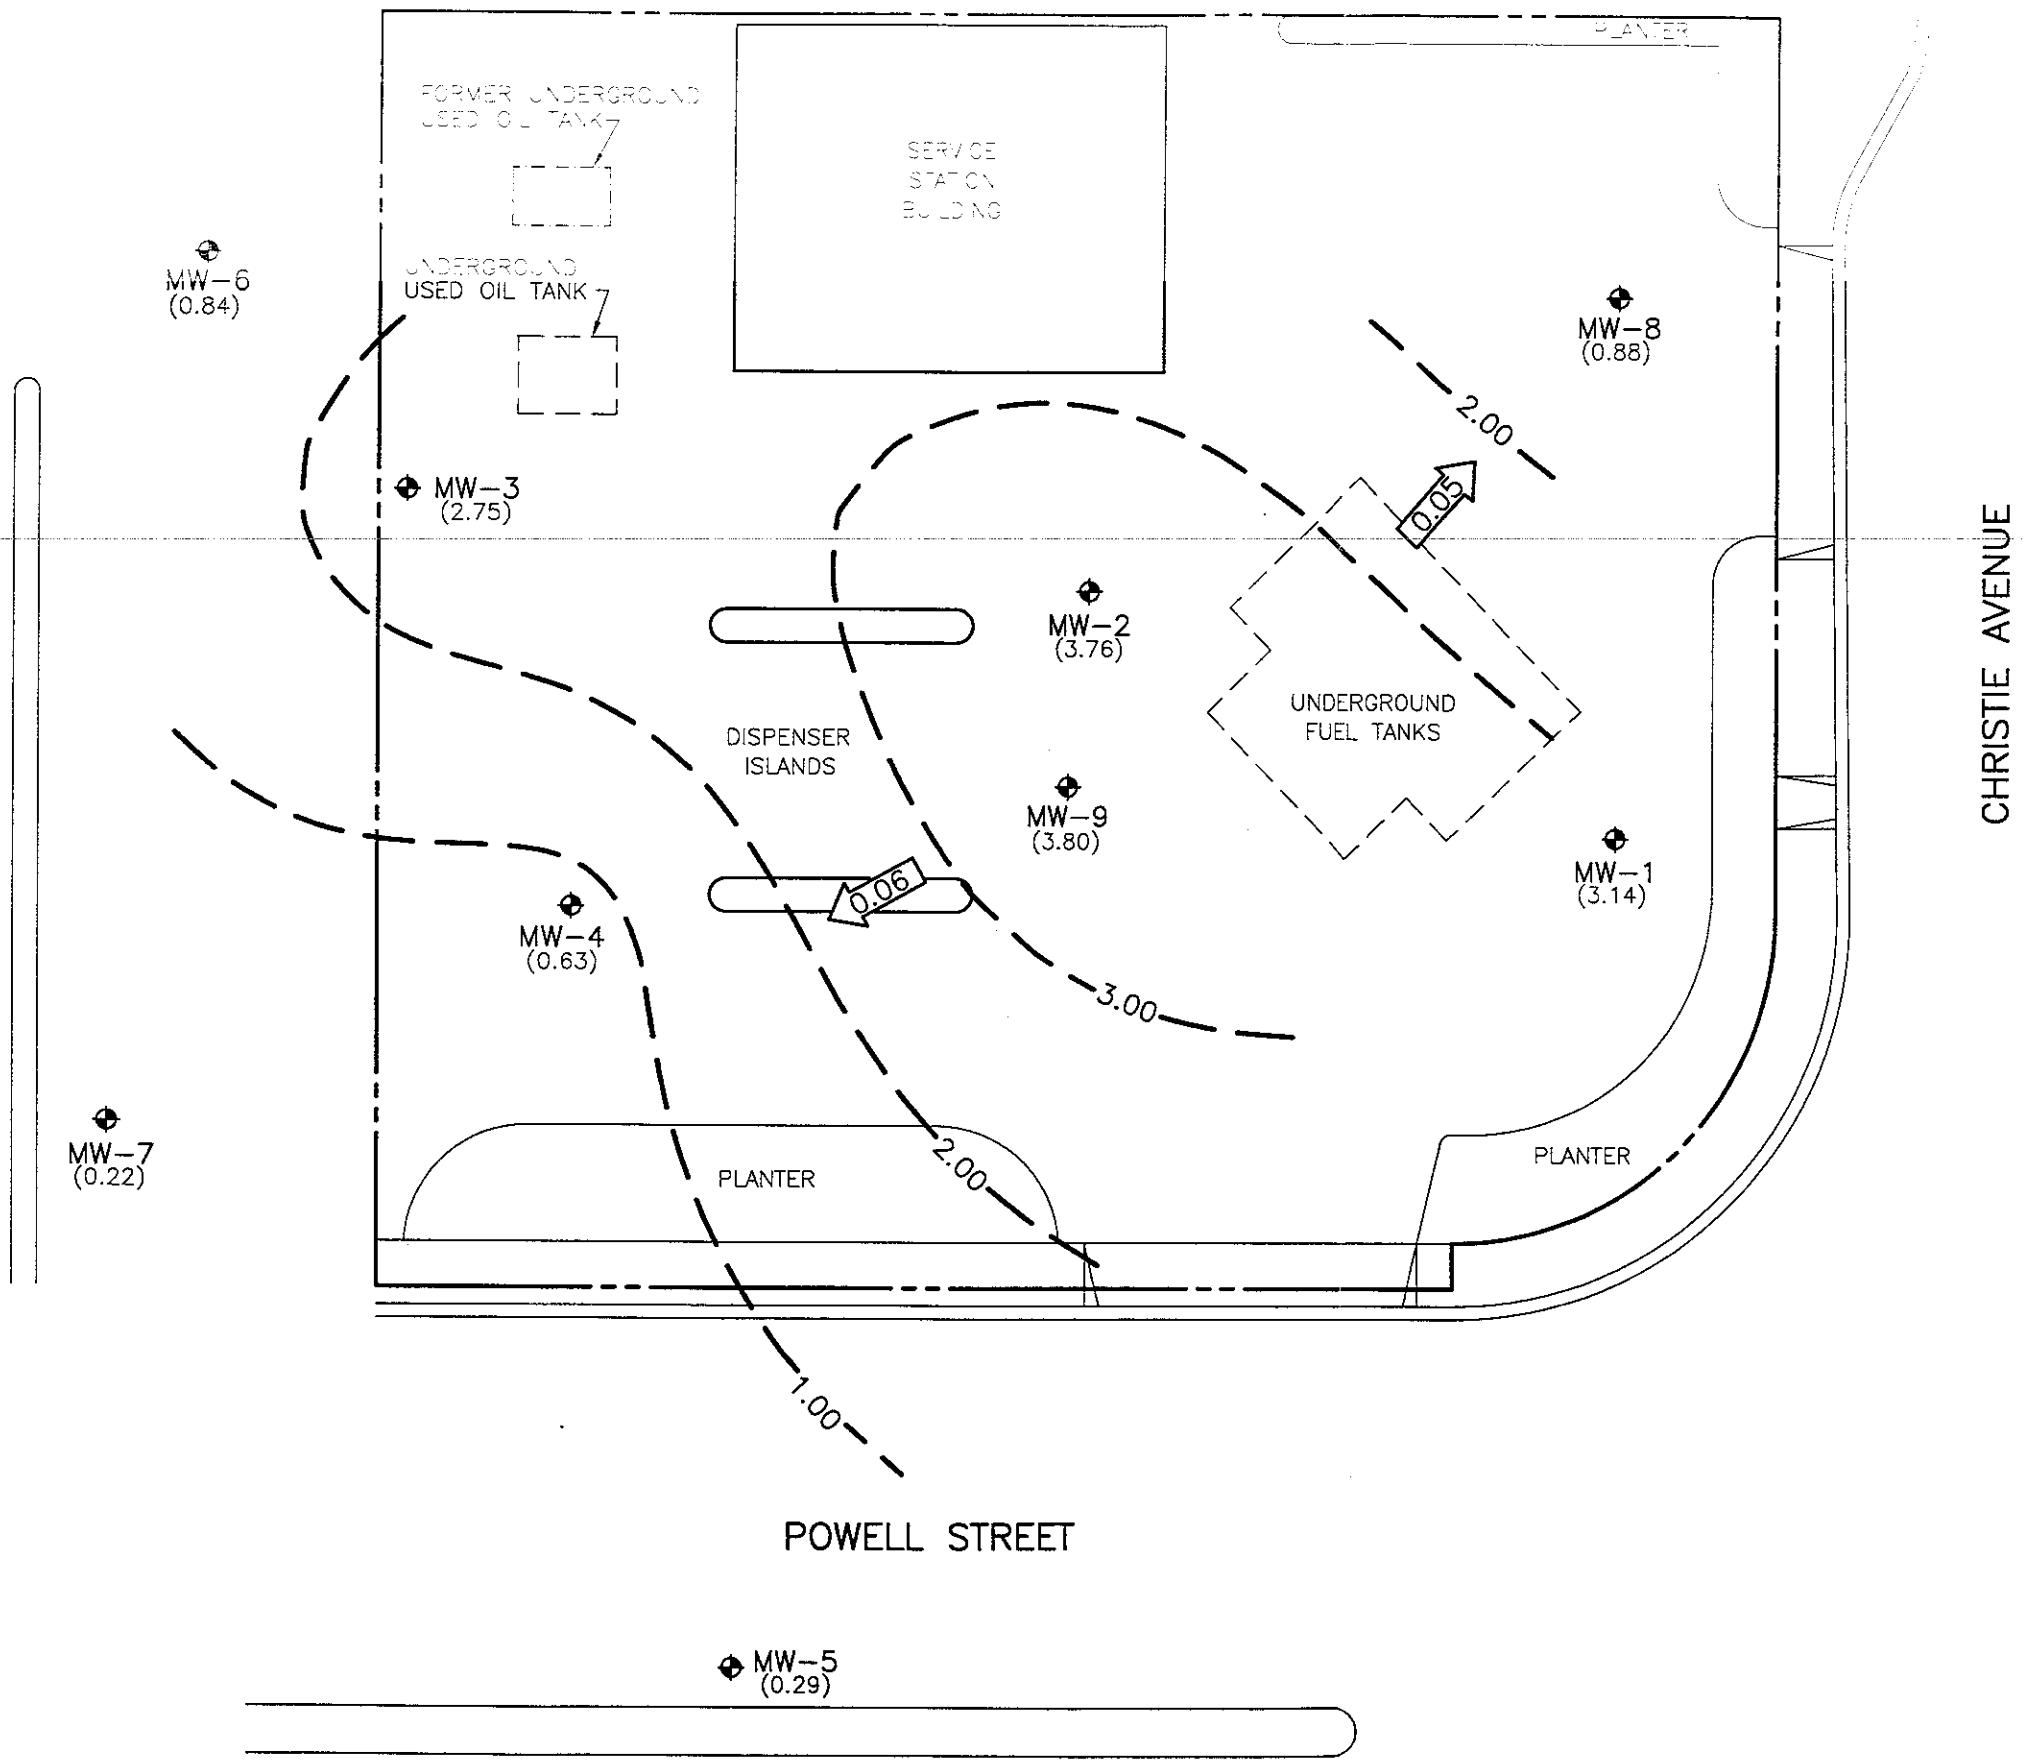 PLANTER
FORMER UNDERGROUND
USED OIL TANK
SERVICE
STATION
BUILDING
MW-6
(0.84)
UNDERGROUND
USED OIL TANK
MW-8
(0.88)
2.00
MW-3
(2.75)
0.05
CHRISTIE AVENUE
MW-2
(3.76)
UNDERGROUND
FUEL TANKS
DISPENSER
ISLANDS
MW-9
(3.80)
MW-1
(3.14)
0.06
MW-4
(0.63)
3.00
MW-7
(0.22)
2.00
PLANTER
PLANTER
1.00
POWELL STREET
MW-5
(0.29)